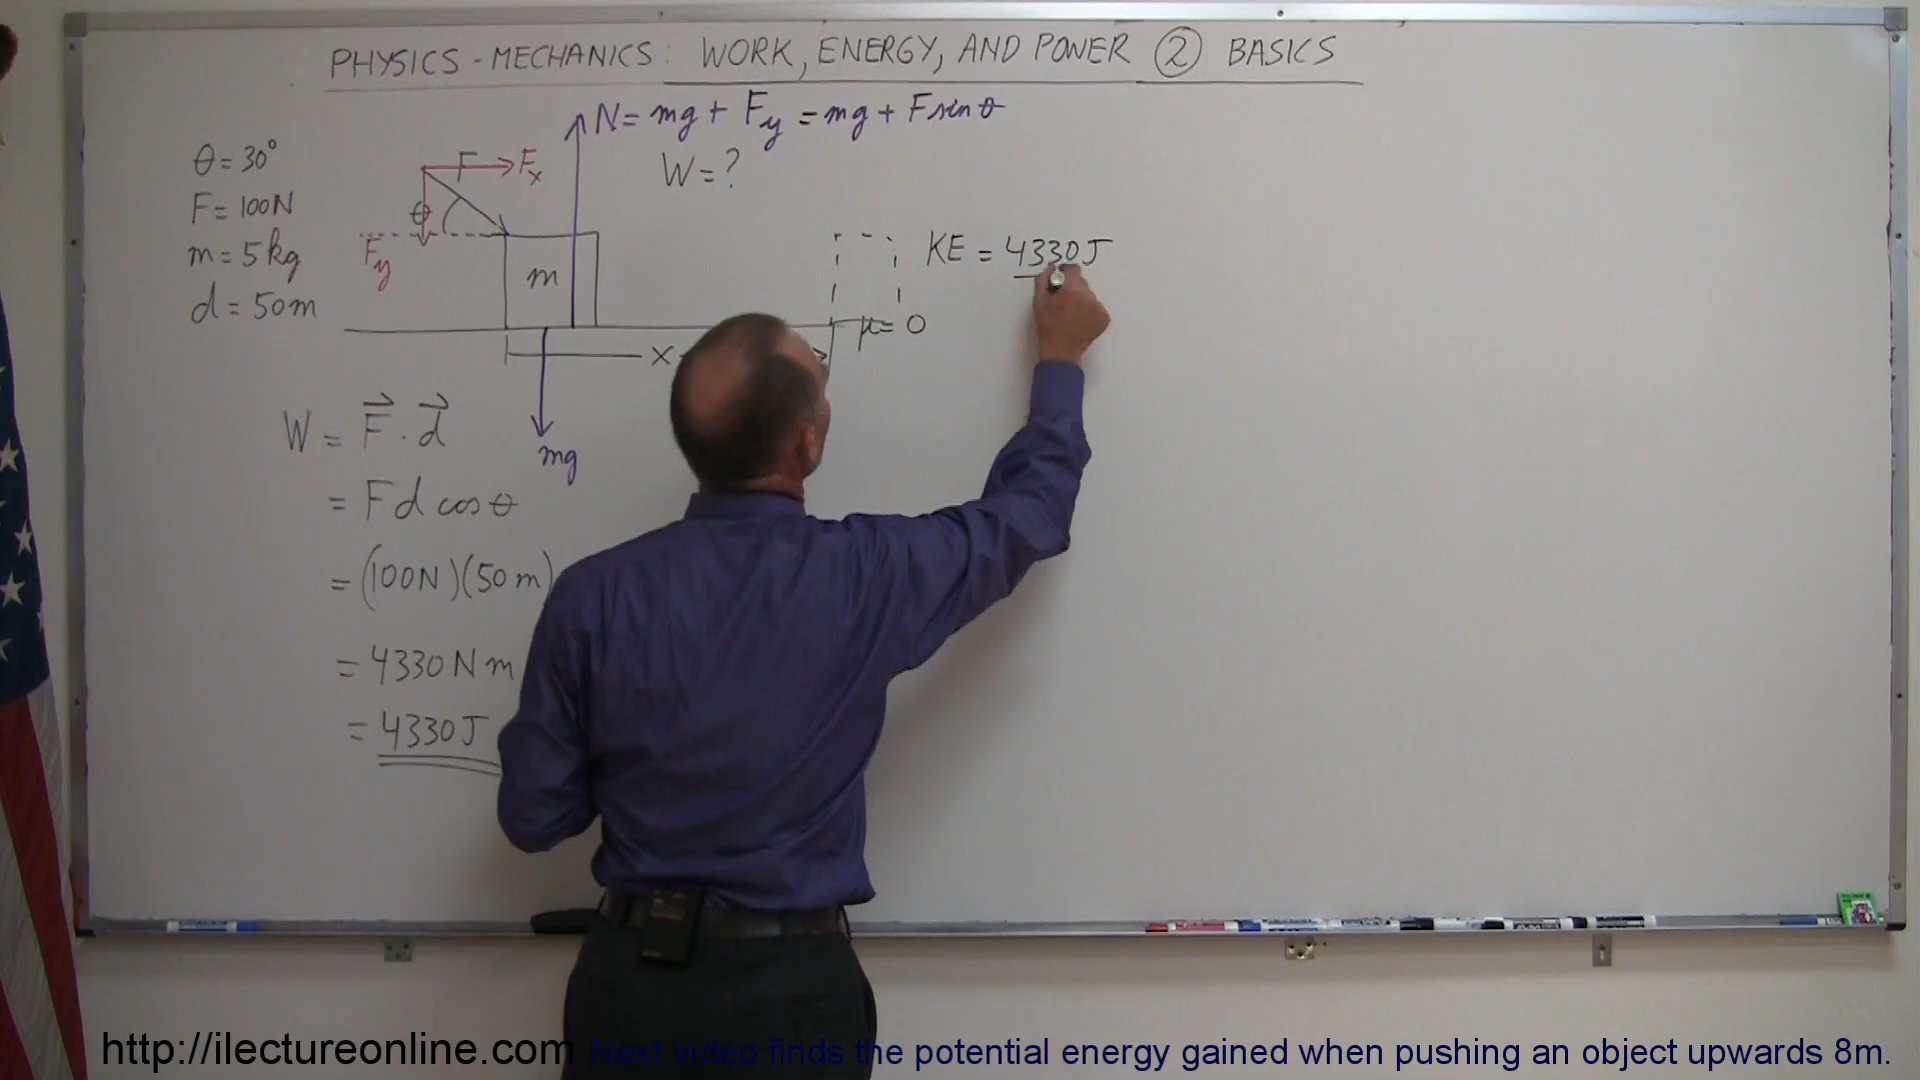 PHYSICS - MECHANICS: WORK, ENERGY, AND POWER ② BASICS
N = mg + Fy = mg + F sin θ
W = ?
θ = 30°
F = 100N
m = 5 kg
d = 50m
F
Fx
θ
Fy
m
KE = 4330J
μ = 0
x
mg
W = F⃗ . d⃗
= F d cos θ
= (100N)(50 m)
= 4330 N m
= 4330 J
http://ilectureonline.com Next video finds the potential energy gained when pushing an object upwards 8m.